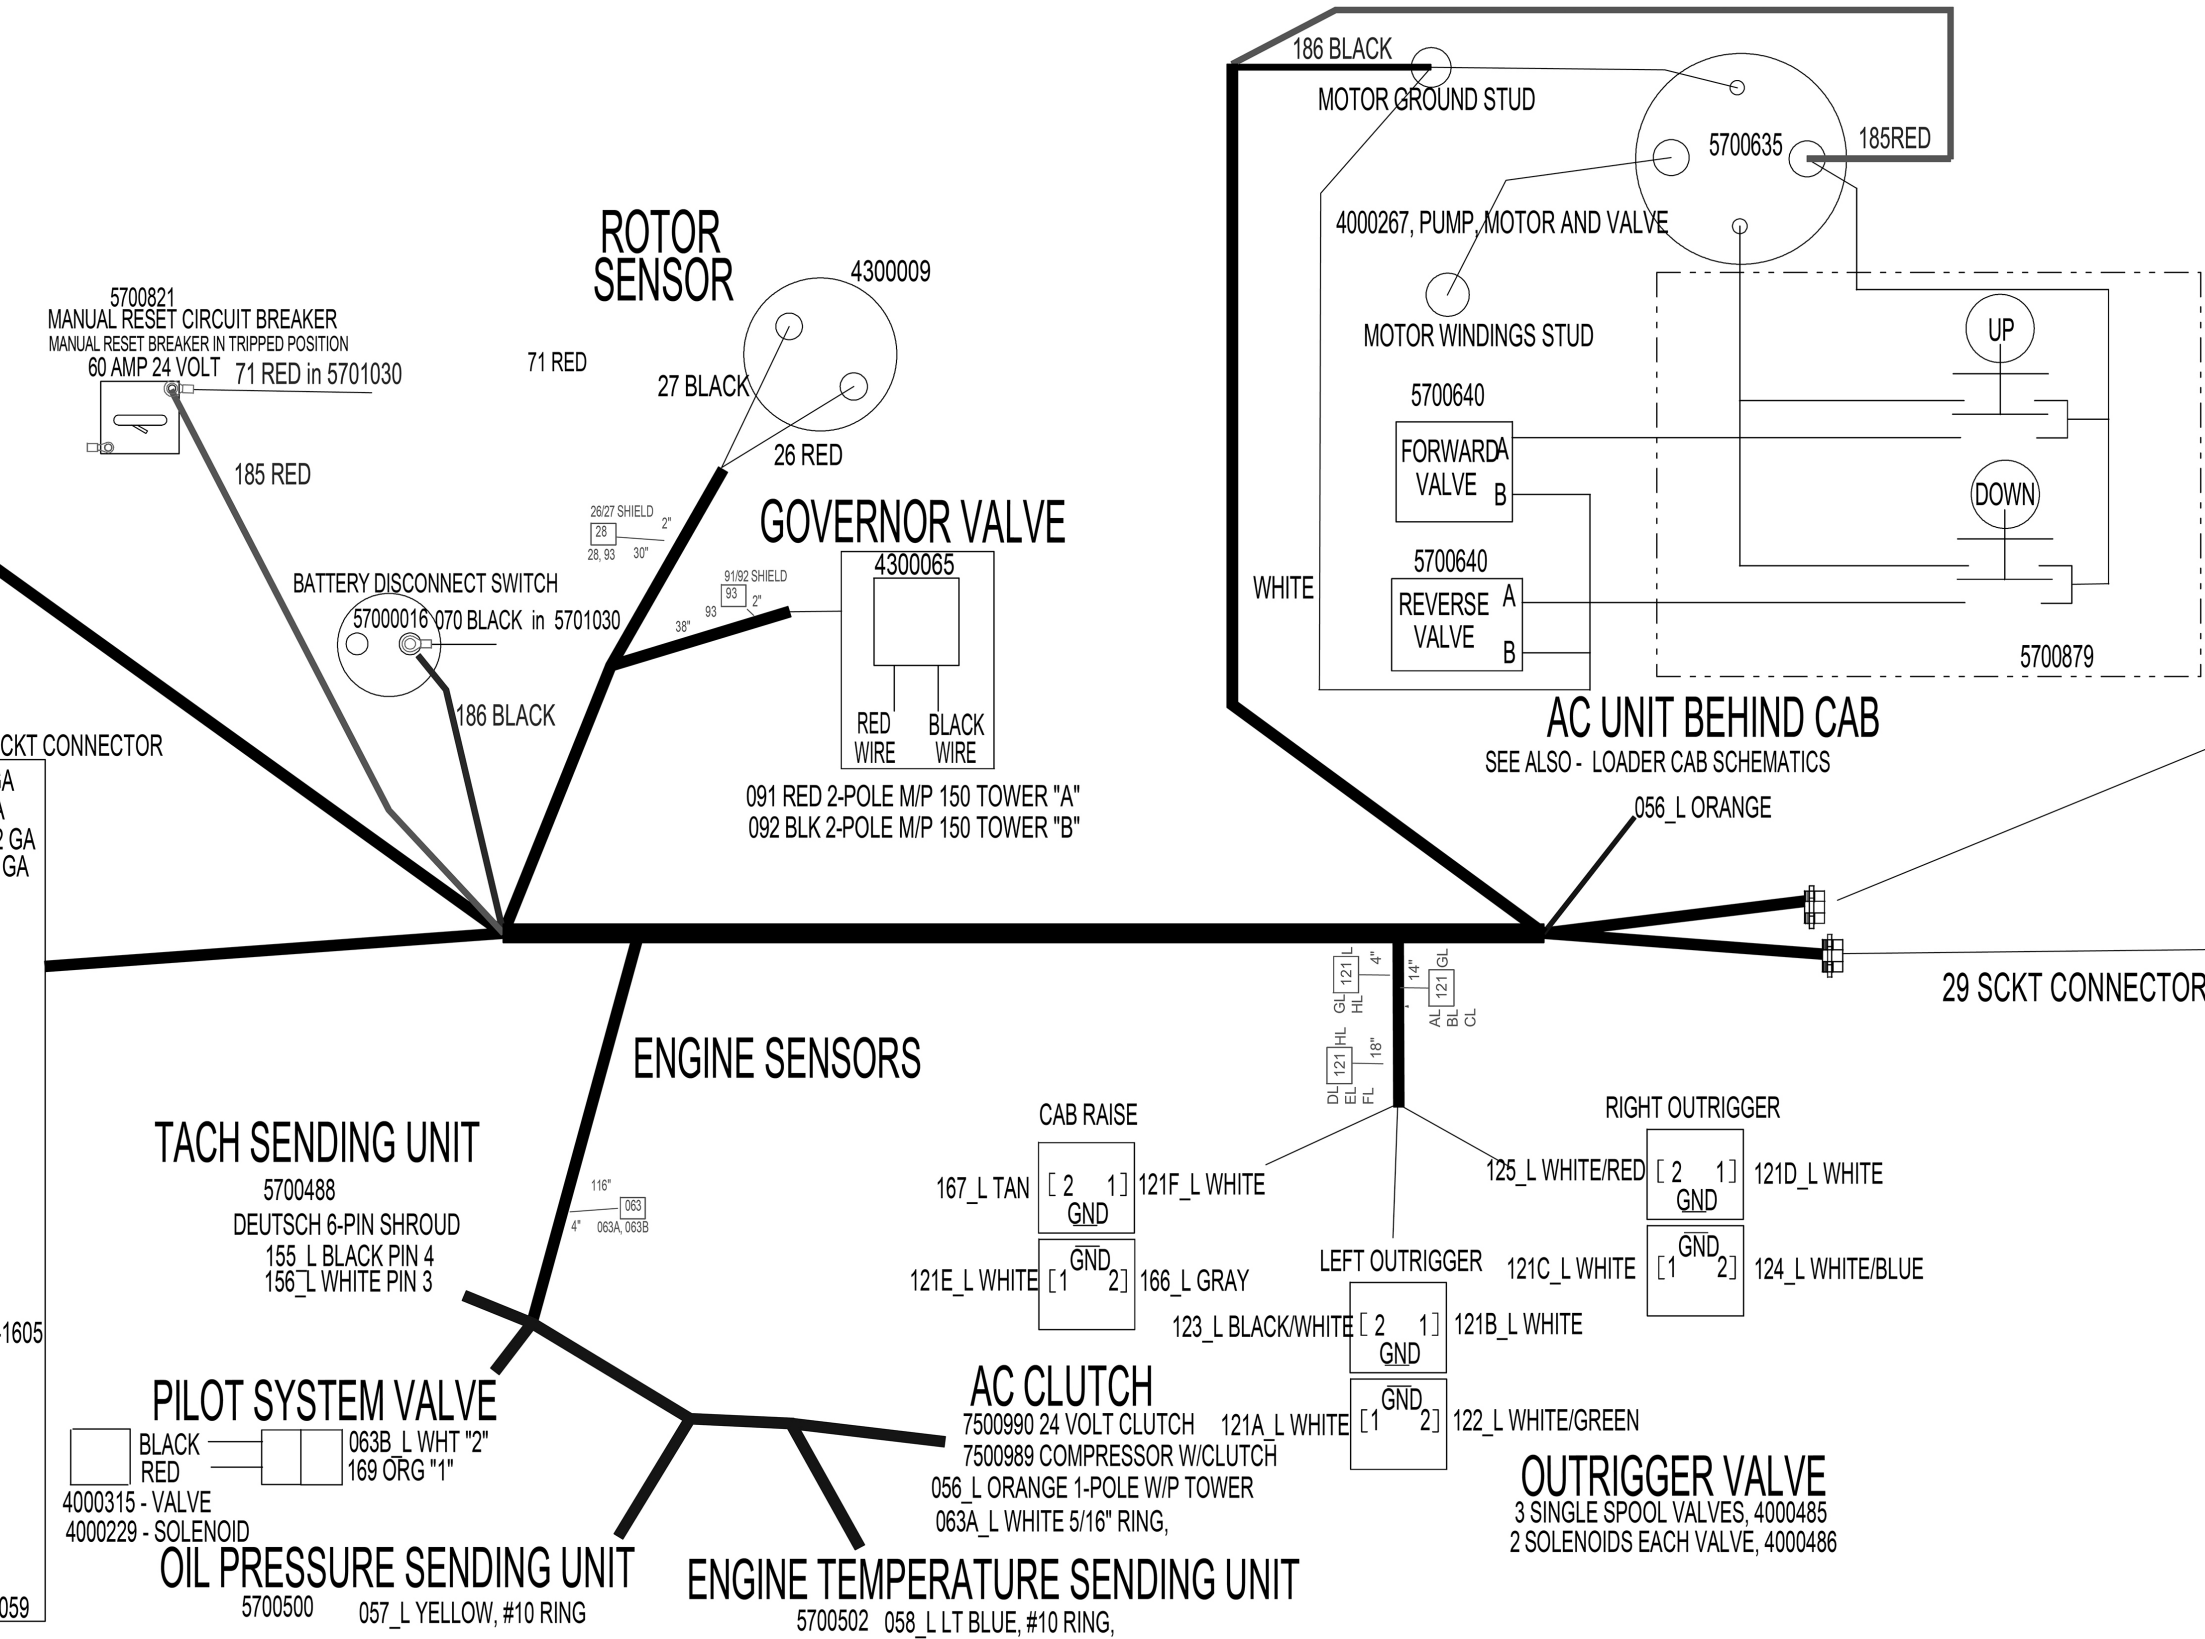 186 BLACK
MOTOR GROUND STUD
5700635
185RED
4000267, PUMP, MOTOR AND VALVE
MOTOR WINDINGS STUD
UP
5700640
FORWARD A
VALVE
B
DOWN
5700640
REVERSE A
VALVE
B
WHITE
5700879
AC UNIT BEHIND CAB
SEE ALSO - LOADER CAB SCHEMATICS
056_L ORANGE
29 SCKT CONNECTOR
ROTOR
SENSOR
4300009
71 RED
27 BLACK
26 RED
5700821
MANUAL RESET CIRCUIT BREAKER
MANUAL RESET BREAKER IN TRIPPED POSITION
60 AMP 24 VOLT
71 RED in 5701030
185 RED
26/27 SHIELD
28
2"
28, 93
30"
GOVERNOR VALVE
4300065
91/92 SHIELD
93
2"
93
38"
RED
WIRE
BLACK
WIRE
091 RED 2-POLE M/P 150 TOWER "A"
092 BLK 2-POLE M/P 150 TOWER "B"
BATTERY DISCONNECT SWITCH
57000016
070 BLACK in 5701030
186 BLACK
CKT CONNECTOR
GA
A
2 GA
GA
-1605
059
ENGINE SENSORS
116"
063
4"
063A, 063B
TACH SENDING UNIT
5700488
DEUTSCH 6-PIN SHROUD
155_L BLACK PIN 4
156_L WHITE PIN 3
PILOT SYSTEM VALVE
BLACK
RED
063B_L WHT "2"
169 ORG "1"
4000315 - VALVE
4000229 - SOLENOID
OIL PRESSURE SENDING UNIT
5700500
057_L YELLOW, #10 RING
ENGINE TEMPERATURE SENDING UNIT
5700502
058_L LT BLUE, #10 RING,
AC CLUTCH
7500990 24 VOLT CLUTCH
7500989 COMPRESSOR W/CLUTCH
056_L ORANGE 1-POLE W/P TOWER
063A_L WHITE 5/16" RING,
L
121
4"
GL
HL
14"
GL
121
AL
BL
CL
HL
121
18"
DL
EL
FL
CAB RAISE
167_L TAN [ 2 1 ] 121F_L WHITE
GND
GND
121E_L WHITE [ 1 2 ] 166_L GRAY
LEFT OUTRIGGER
123_L BLACK/WHITE [ 2 1 ] 121B_L WHITE
GND
GND
121A_L WHITE [ 1 2 ] 122_L WHITE/GREEN
RIGHT OUTRIGGER
125_L WHITE/RED [ 2 1 ] 121D_L WHITE
GND
GND
121C_L WHITE [ 1 2 ] 124_L WHITE/BLUE
OUTRIGGER VALVE
3 SINGLE SPOOL VALVES, 4000485
2 SOLENOIDS EACH VALVE, 4000486